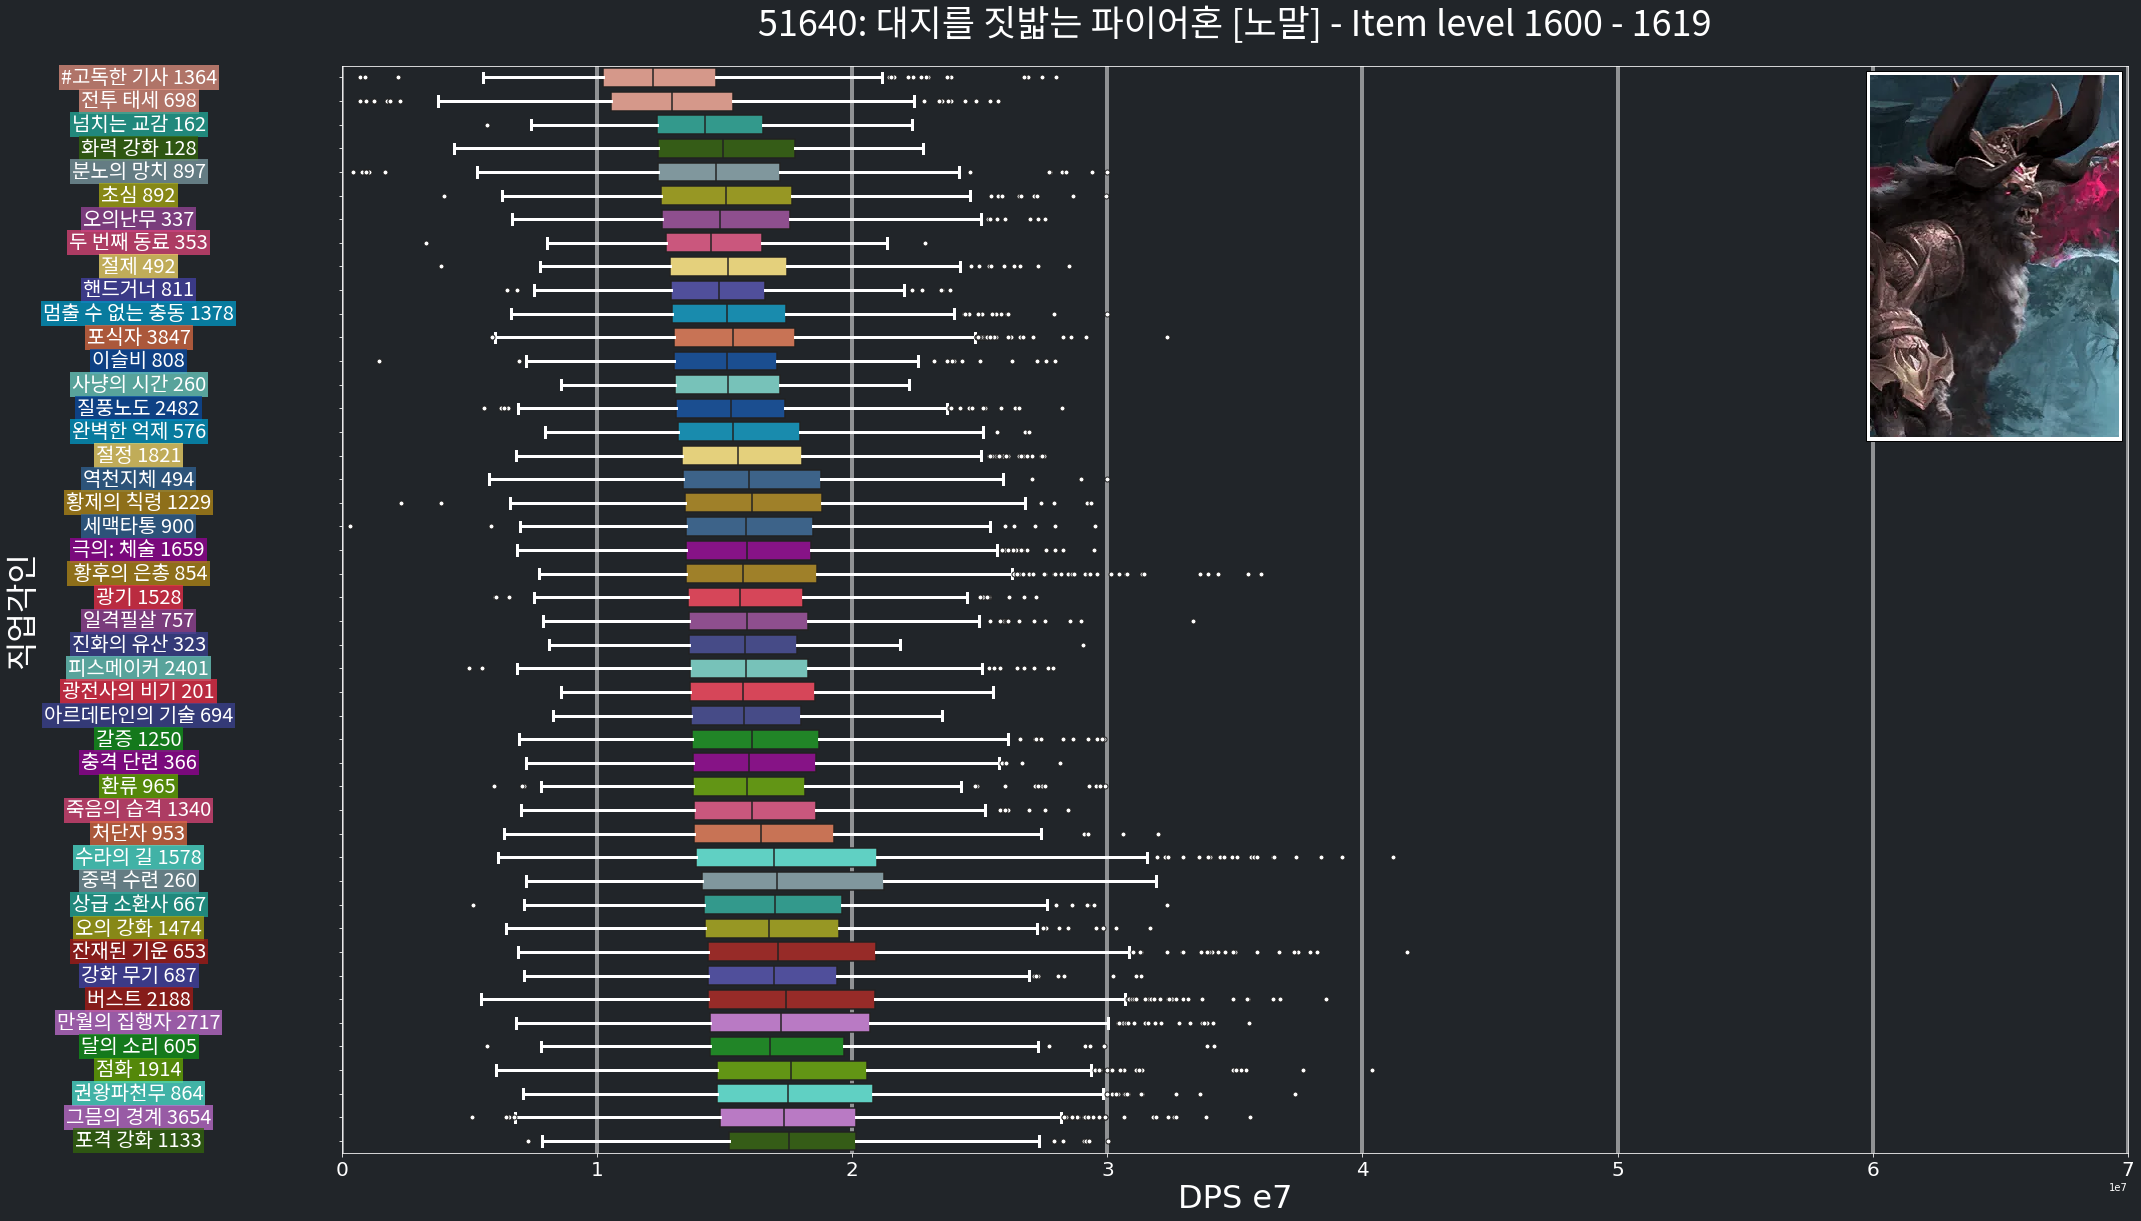 51640: 대지를 짓밟는 파이어혼 [노말] - Item level 1600 - 1619
#고독한 기사 1364
전투 태세 698
넘치는 교감 162
화력 강화 128
분노의 망치 897
초심 892
오의난무 337
두 번째 동료 353
절제 492
핸드거너 811
멈출 수 없는 충동 1378
포식자 3847
이슬비 808
사냥의 시간 260
질풍노도 2482
완벽한 억제 576
절정 1821
역천지체 494
황제의 칙령 1229
세맥타통 900
극의: 체술 1659
황후의 은총 854
광기 1528
일격필살 757
진화의 유산 323
피스메이커 2401
광전사의 비기 201
아르데타인의 기술 694
갈증 1250
충격 단련 366
환류 965
죽음의 습격 1340
처단자 953
수라의 길 1578
중력 수련 260
상급 소환사 667
오의 강화 1474
잔재된 기운 653
강화 무기 687
버스트 2188
만월의 집행자 2717
달의 소리 605
점화 1914
권왕파천무 864
그믐의 경계 3654
포격 강화 1133
직업각인
0 1 2 3 4 5 6 7
DPS e7
1e7